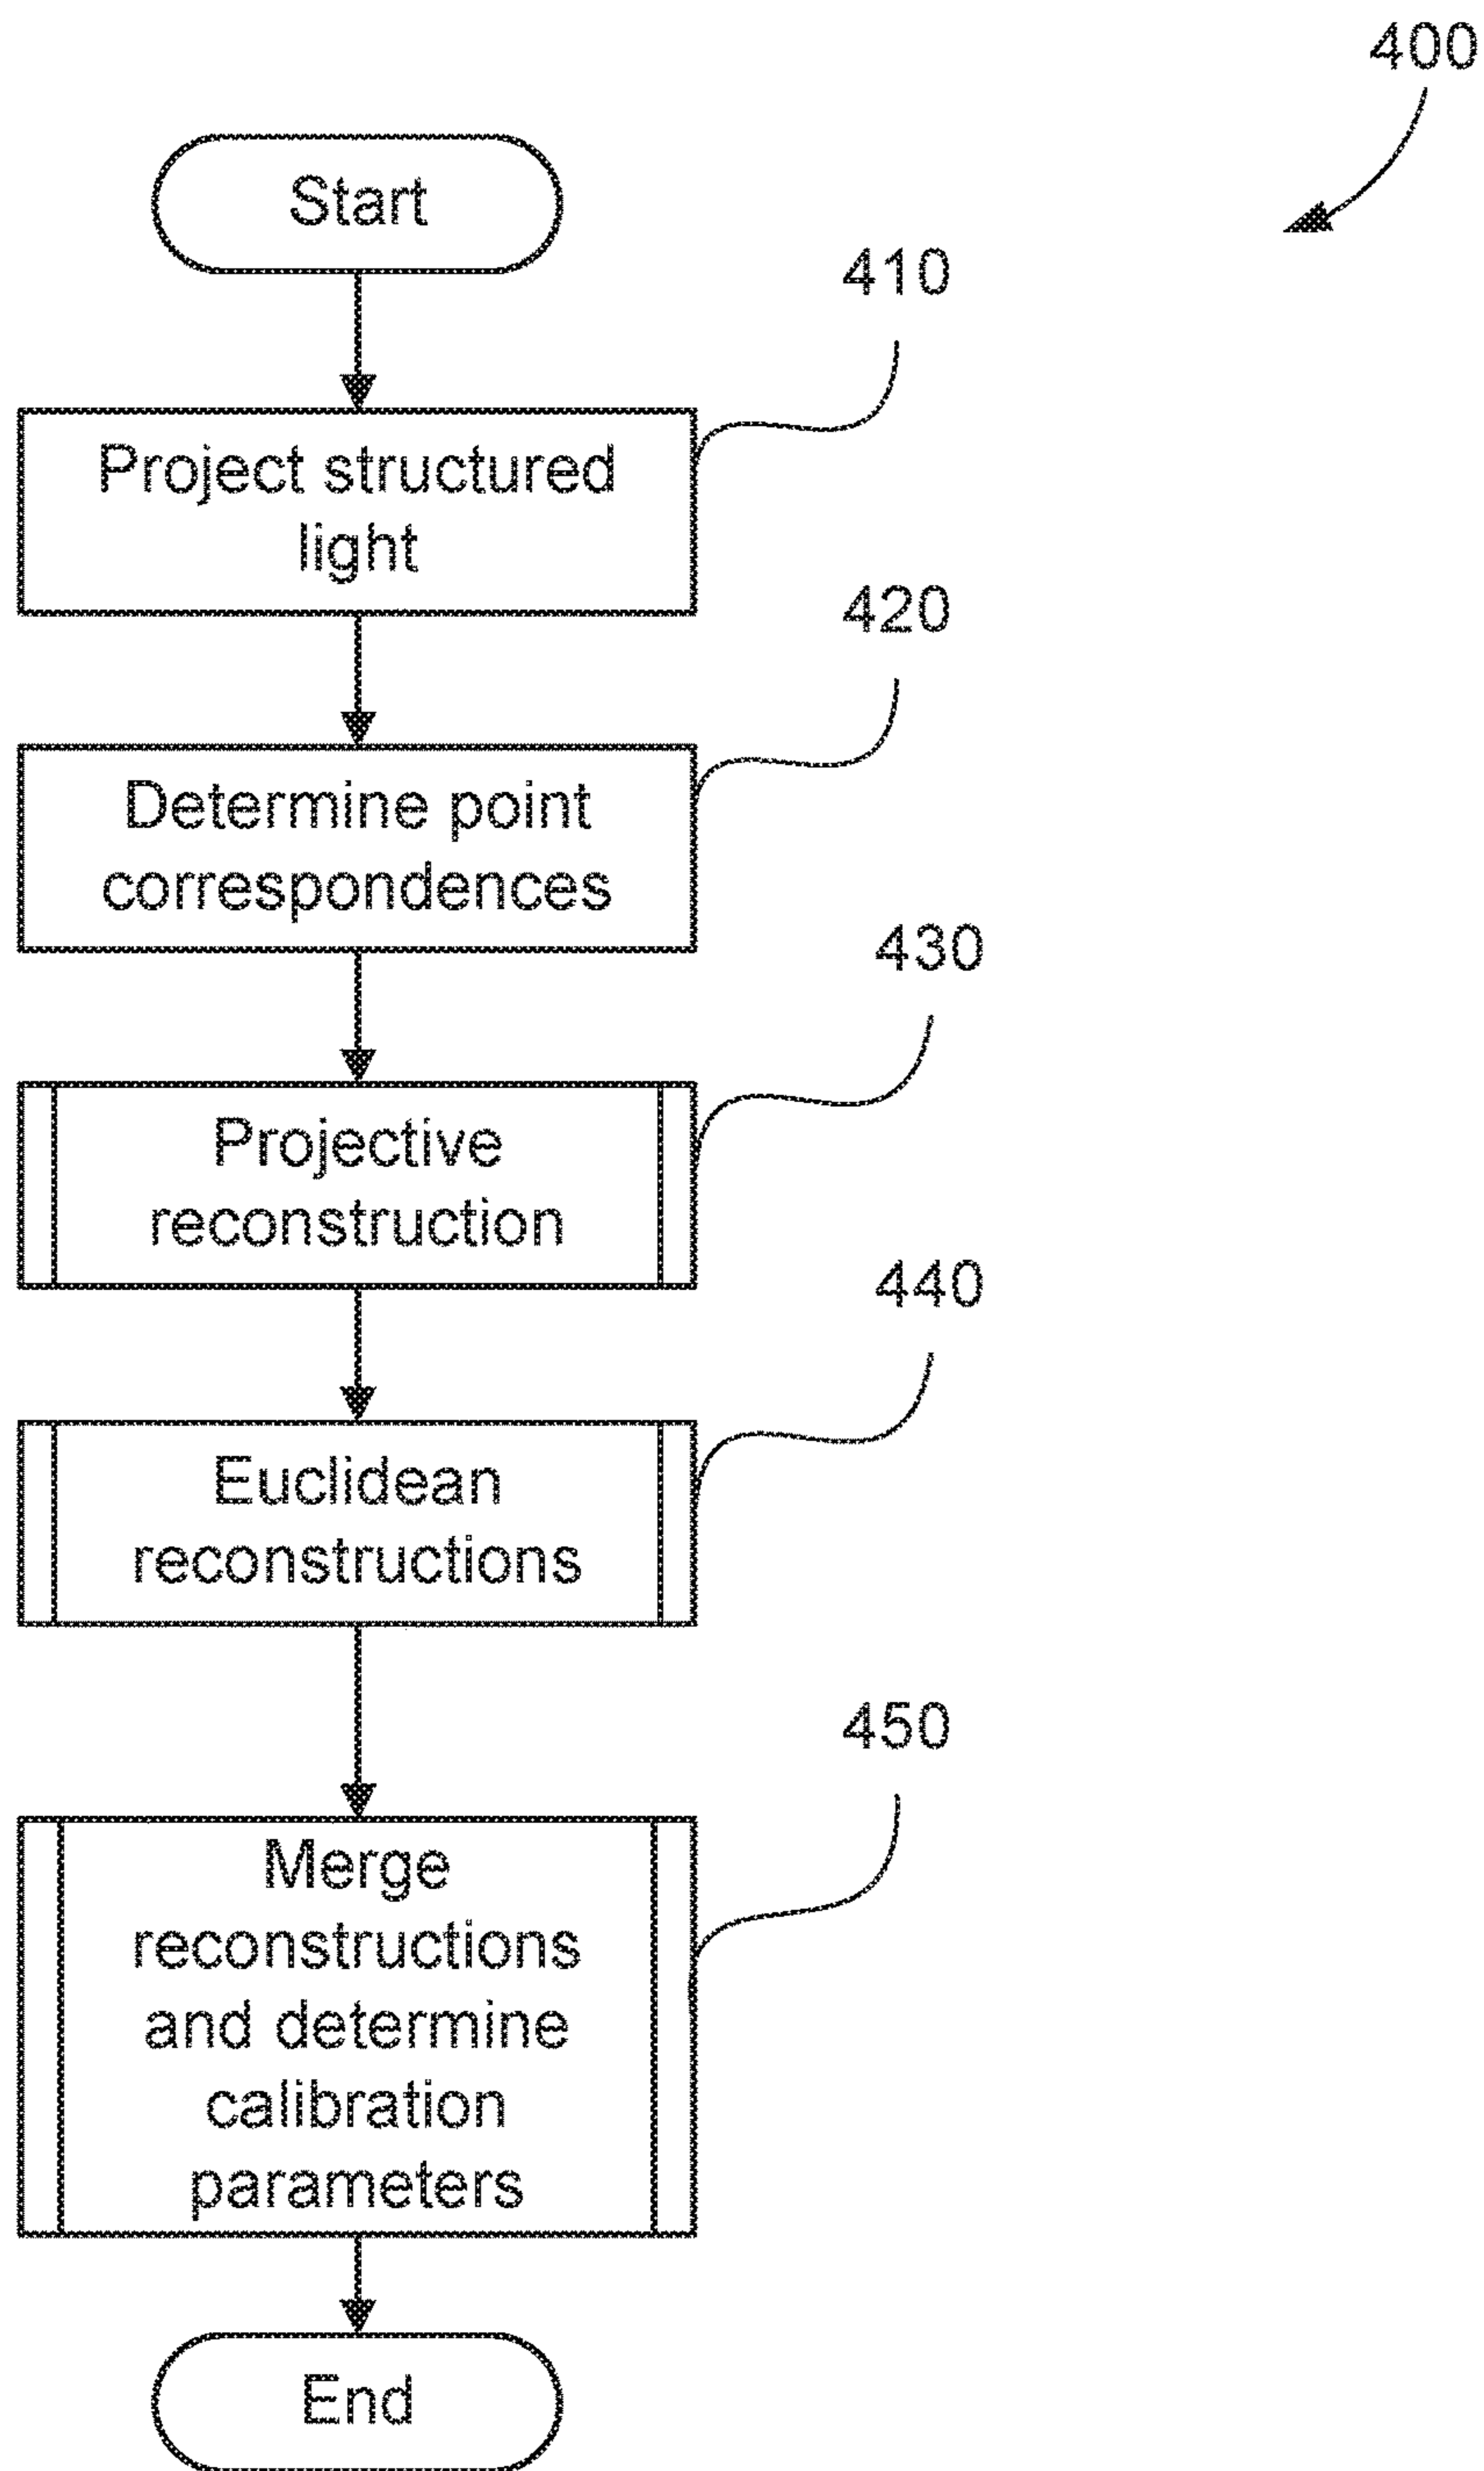 400
Start
410
Project structured
light
420
Determine point
correspondences
430
Projective
reconstruction
440
Euclidean
reconstructions
450
Merge
reconstructions
and determine
calibration
parameters
End